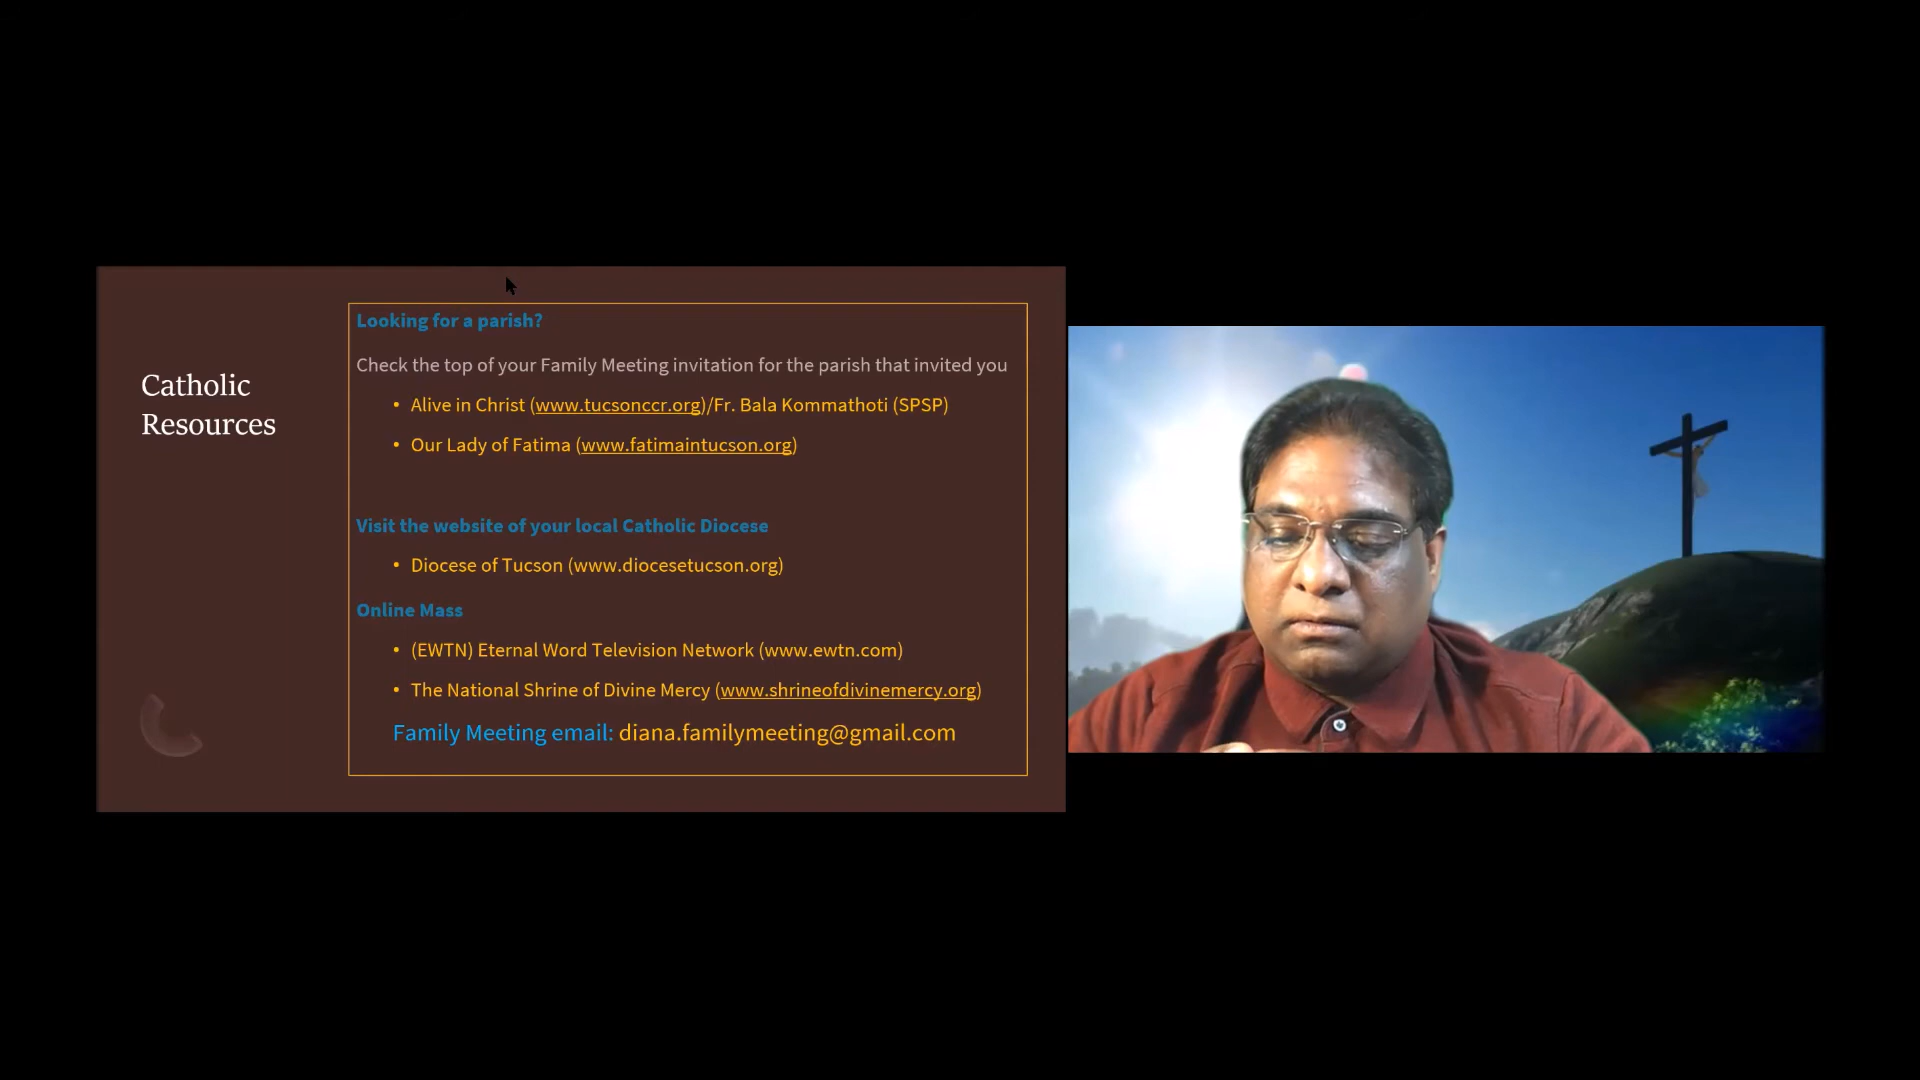 Catholic
Resources
Looking for a parish?
Check the top of your Family Meeting invitation for the parish that invited you
• Alive in Christ (www.tucsonccr.org)/Fr. Bala Kommathoti (SPSP)
• Our Lady of Fatima (www.fatimaintucson.org)
Visit the website of your local Catholic Diocese
• Diocese of Tucson (www.diocesetucson.org)
Online Mass
• (EWTN) Eternal Word Television Network (www.ewtn.com)
• The National Shrine of Divine Mercy (www.shrineofdivinemercy.org)
Family Meeting email: diana.familymeeting@gmail.com